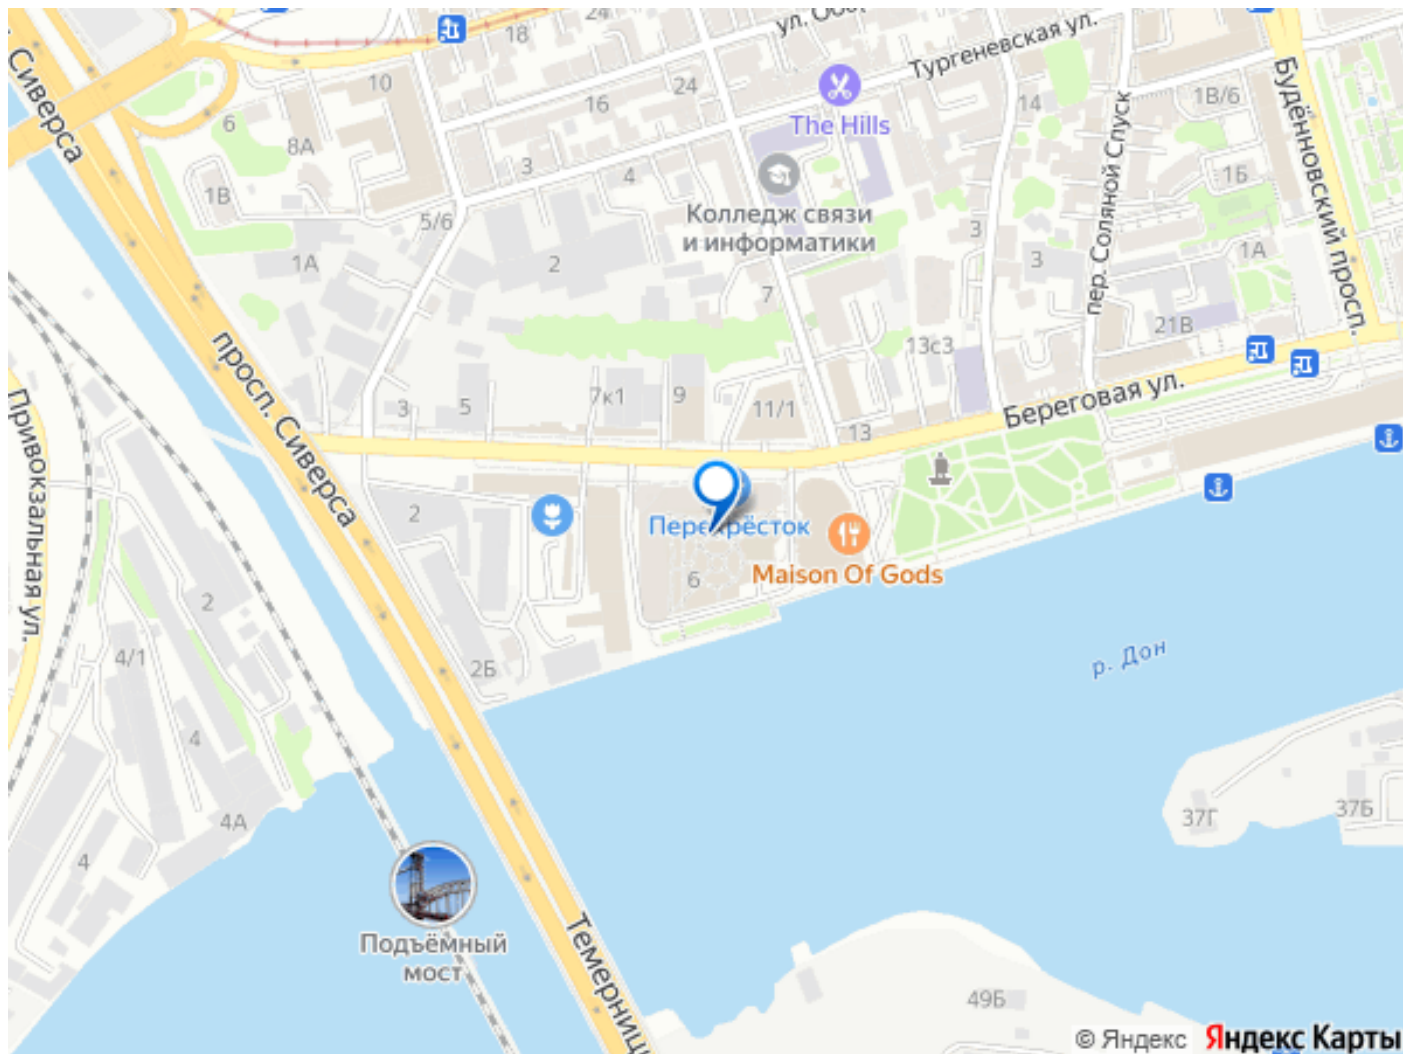 24
18
ул. Обо
Тургеневская ул.
Сиверса
10
16
24
The Hills
14
1В/6
Будённовский просп.
6
8А
3
4
1В
5/6
Колледж связи
и информатики
3
3
пер. Соляной Спуск
1Б
1А
1А
2
7
просп. Сиверса
13с3
21В
Привокзальная ул.
3
5
7к1
9
11/1
13
Береговая ул.
2
Перекрёсток
6
Maison Of Gods
2
4/1
2Б
р. Дон
4
4А
4
37Г
37Б
Подъёмный
мост
Темерниц
49Б
© Яндекс
Яндекс Карты